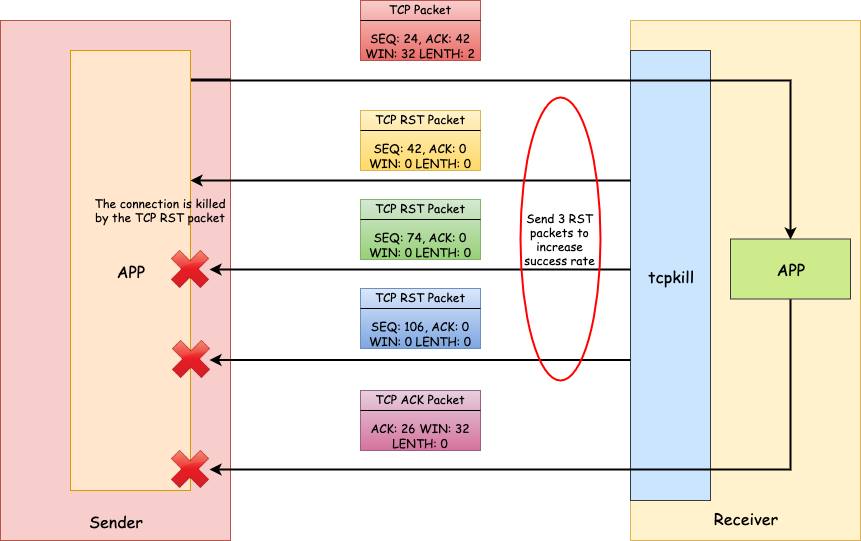 TCP Packet
SEQ: 24, ACK: 42
WIN: 32 LENTH: 2
TCP RST Packet
SEQ: 42, ACK: 0
WIN: 0 LENTH: 0
The connection is killed
by the TCP RST packet
TCP RST Packet
SEQ: 74, ACK: 0
WIN: 0 LENTH: 0
Send 3 RST
packets to
increase
success rate
APP
tcpkill
APP
TCP RST Packet
SEQ: 106, ACK: 0
WIN: 0 LENTH: 0
TCP ACK Packet
ACK: 26 WIN: 32
LENTH: 0
Sender
Receiver